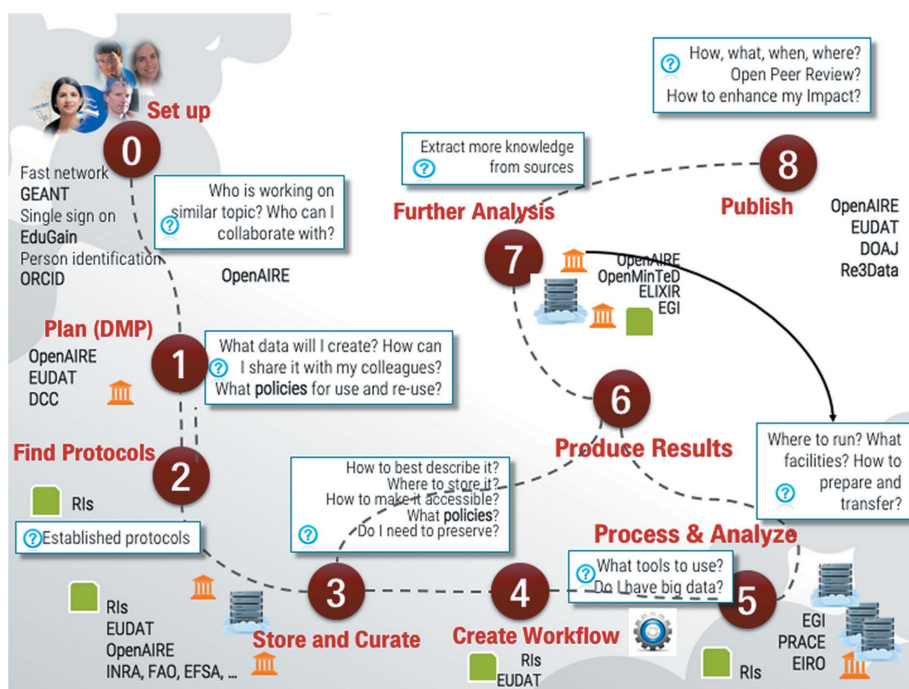 Set up
0
Fast network
GEANT
Single sign on
EduGain
Person identification
ORCID
Who is working on
similar topic? Who can I
collaborate with?
OpenAIRE
Plan (DMP)
1
OpenAIRE
EUDAT
DCC
What data will I create? How can
I share it with my colleagues?
What policies for use and re-use?
Find Protocols
2
RIs
Established protocols
RIs
EUDAT
OpenAIRE
INRA, FAO, EFSA, ...
How to best describe it?
Where to store it?
How to make it accessible?
What policies?
Do I need to preserve?
3
Store and Curate
4
Create Workflow
RIs
EUDAT
What tools to use?
Do I have big data?
Process & Analyze
5
RIs
EGI
PRACE
EIRO
Where to run? What
facilities? How to
prepare and
transfer?
6
Produce Results
Extract more knowledge
from sources
Further Analysis
7
OpenAIRE
OpenMinTeD
ELIXIR
EGI
How, what, when, where?
Open Peer Review?
How to enhance my Impact?
8
Publish
OpenAIRE
EUDAT
DOAJ
Re3Data